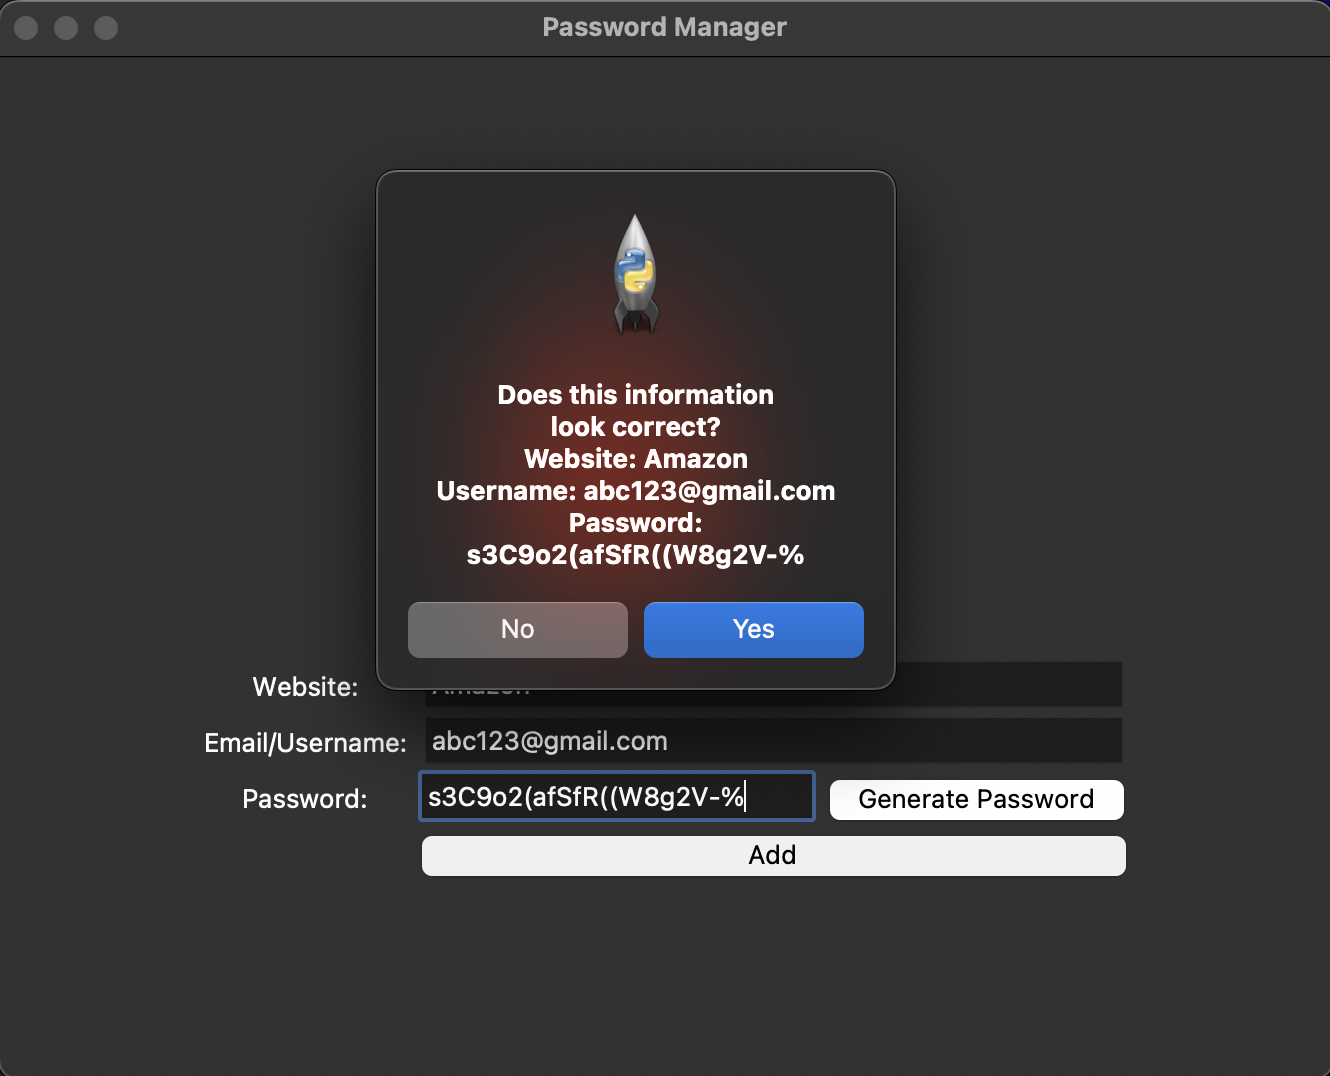 Password Manager
Does this information
look correct?
Website: Amazon
Username: abc123@gmail.com
Password:
s3C9o2(afSfR((W8g2V-%
No
Yes
Website:
Amazon
Email/Username:
abc123@gmail.com
Password:
s3C9o2(afSfR((W8g2V-%
Generate Password
Add